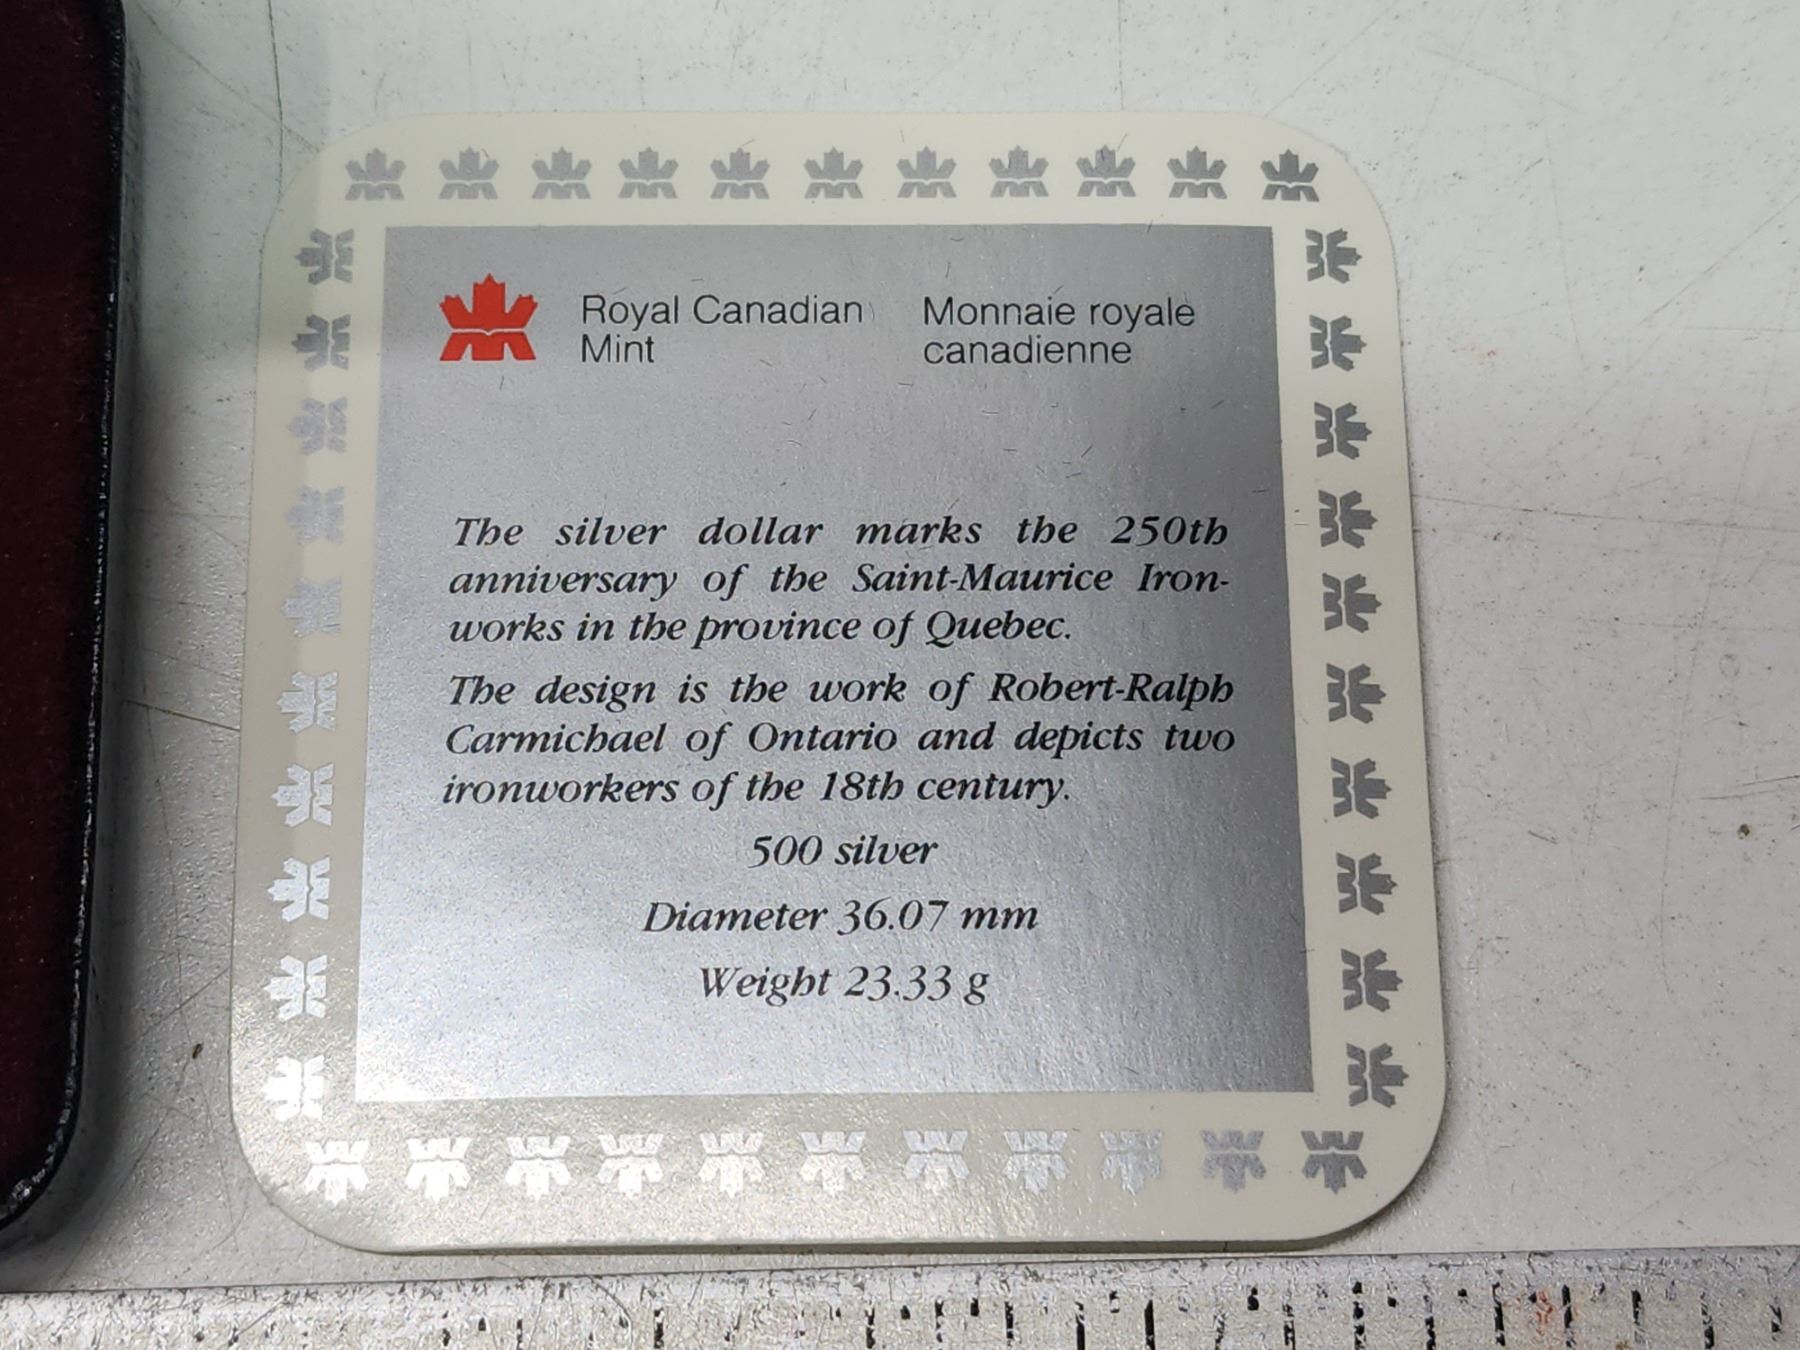 Royal Canadian
Mint
Monnaie royale
canadienne
The silver dollar marks the 250th
anniversary of the Saint-Maurice Iron-
works in the province of Quebec.
The design is the work of Robert-Ralph
Carmichael of Ontario and depicts two
ironworkers of the 18th century.
500 silver
Diameter 36.07 mm
Weight 23.33 g